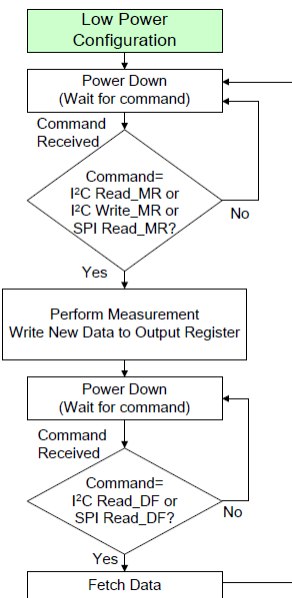 Low Power
Configuration
Power Down
(Wait for command)
Command
Received
Command=
I²C Read_MR or
I²C Write_MR or
SPI Read_MR?
No
Yes
Perform Measurement
Write New Data to Output Register
Power Down
(Wait for command)
Command
Received
Command=
I²C Read_DF or
SPI Read_DF?
No
Yes
Fetch Data